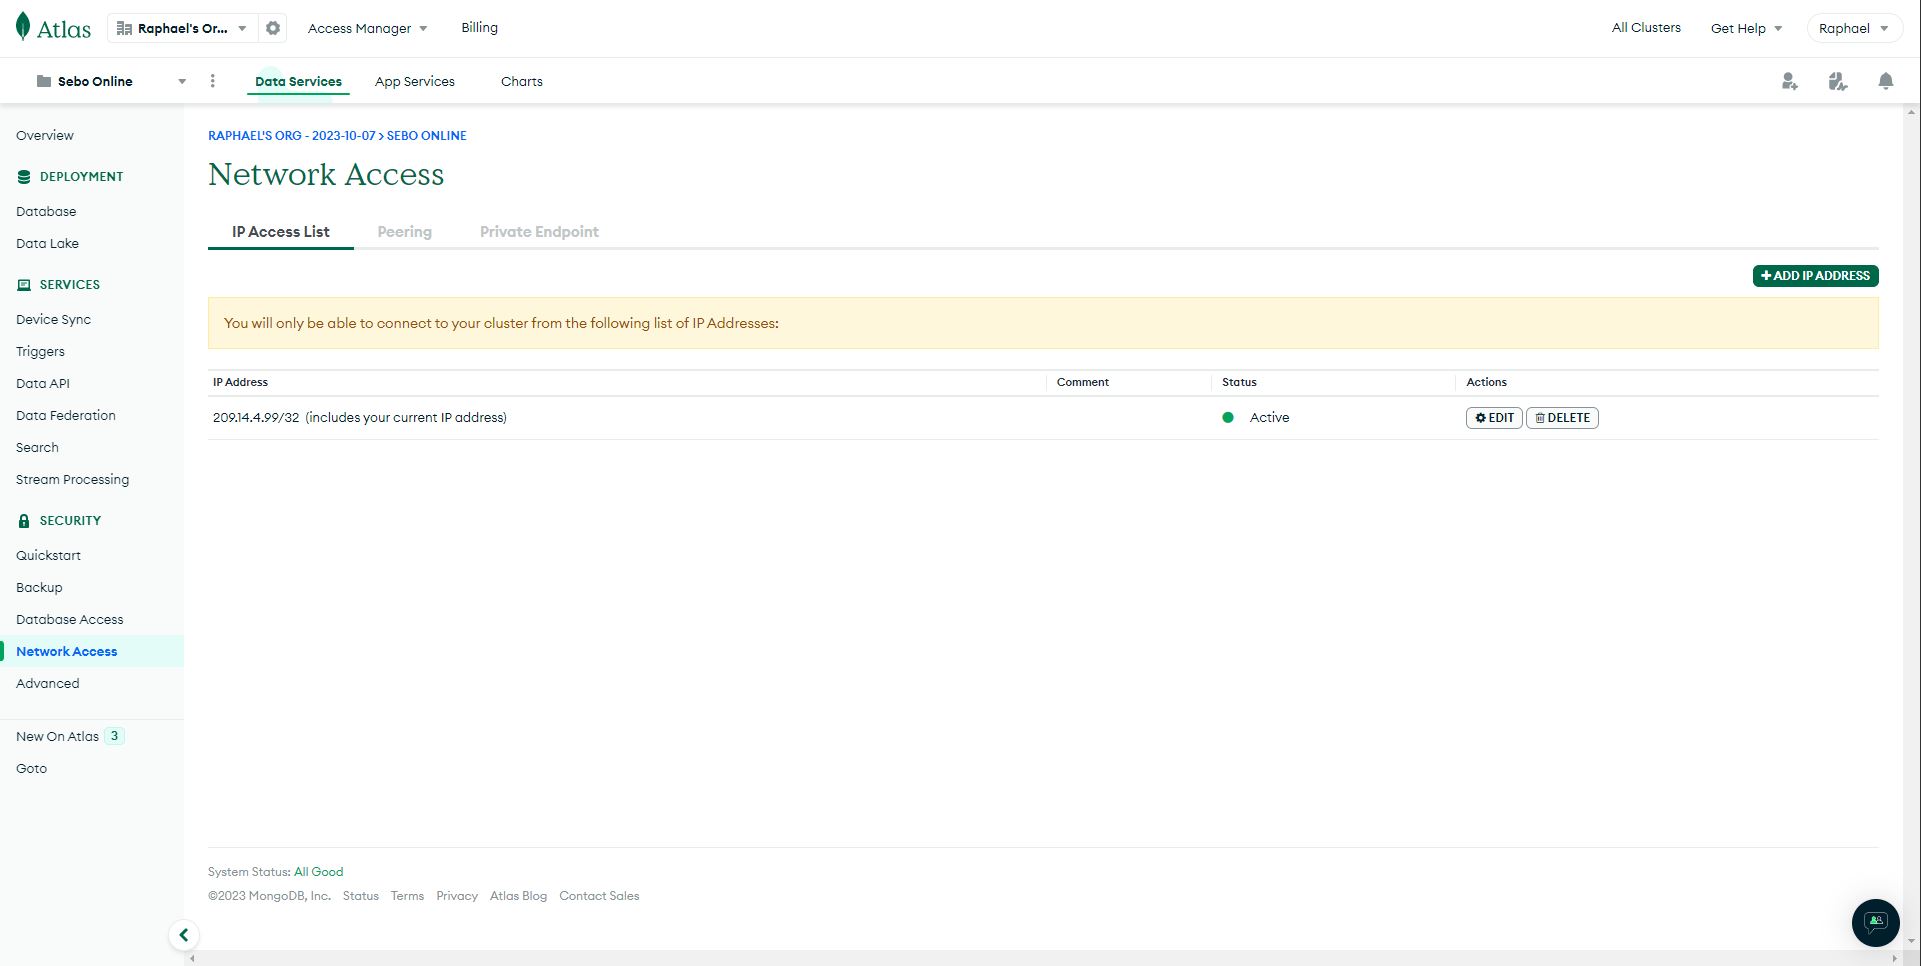 Atlas
Raphael's Or...
Access Manager
Billing
All Clusters
Get Help
Raphael
Sebo Online
Data Services
App Services
Charts
Overview
DEPLOYMENT
Database
Data Lake
SERVICES
Device Sync
Triggers
Data API
Data Federation
Search
Stream Processing
SECURITY
Quickstart
Backup
Database Access
Network Access
Advanced
New On Atlas 3
Goto
RAPHAEL'S ORG - 2023-10-07 > SEBO ONLINE
Network Access
IP Access List
Peering
Private Endpoint
+ ADD IP ADDRESS
You will only be able to connect to your cluster from the following list of IP Addresses:
IP Address Comment Status Actions
209.14.4.99/32 (includes your current IP address) Active EDIT DELETE
System Status: All Good
©2023 MongoDB, Inc. Status Terms Privacy Atlas Blog Contact Sales